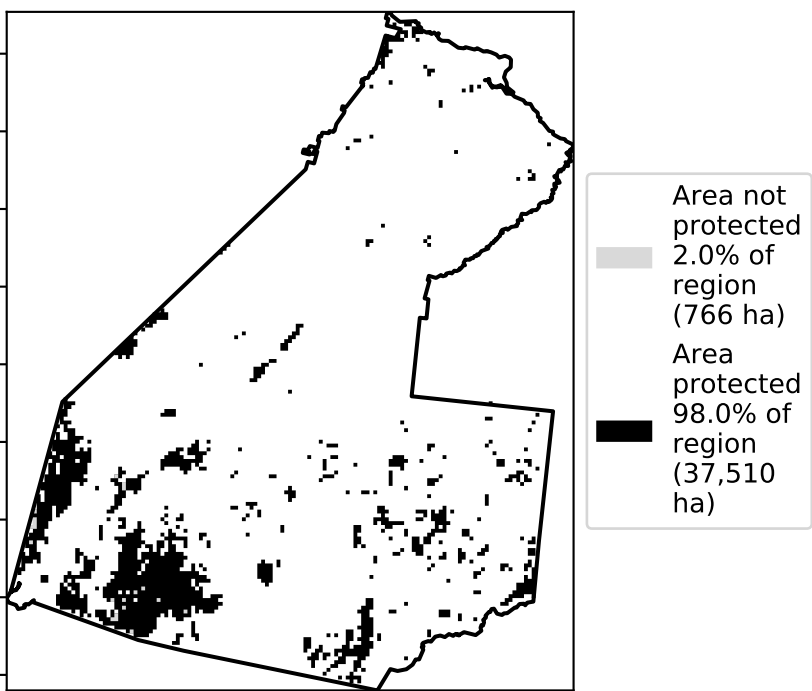 Area not
protected
2.0% of
region
(766 ha)
Area
protected
98.0% of
region
(37,510
ha)